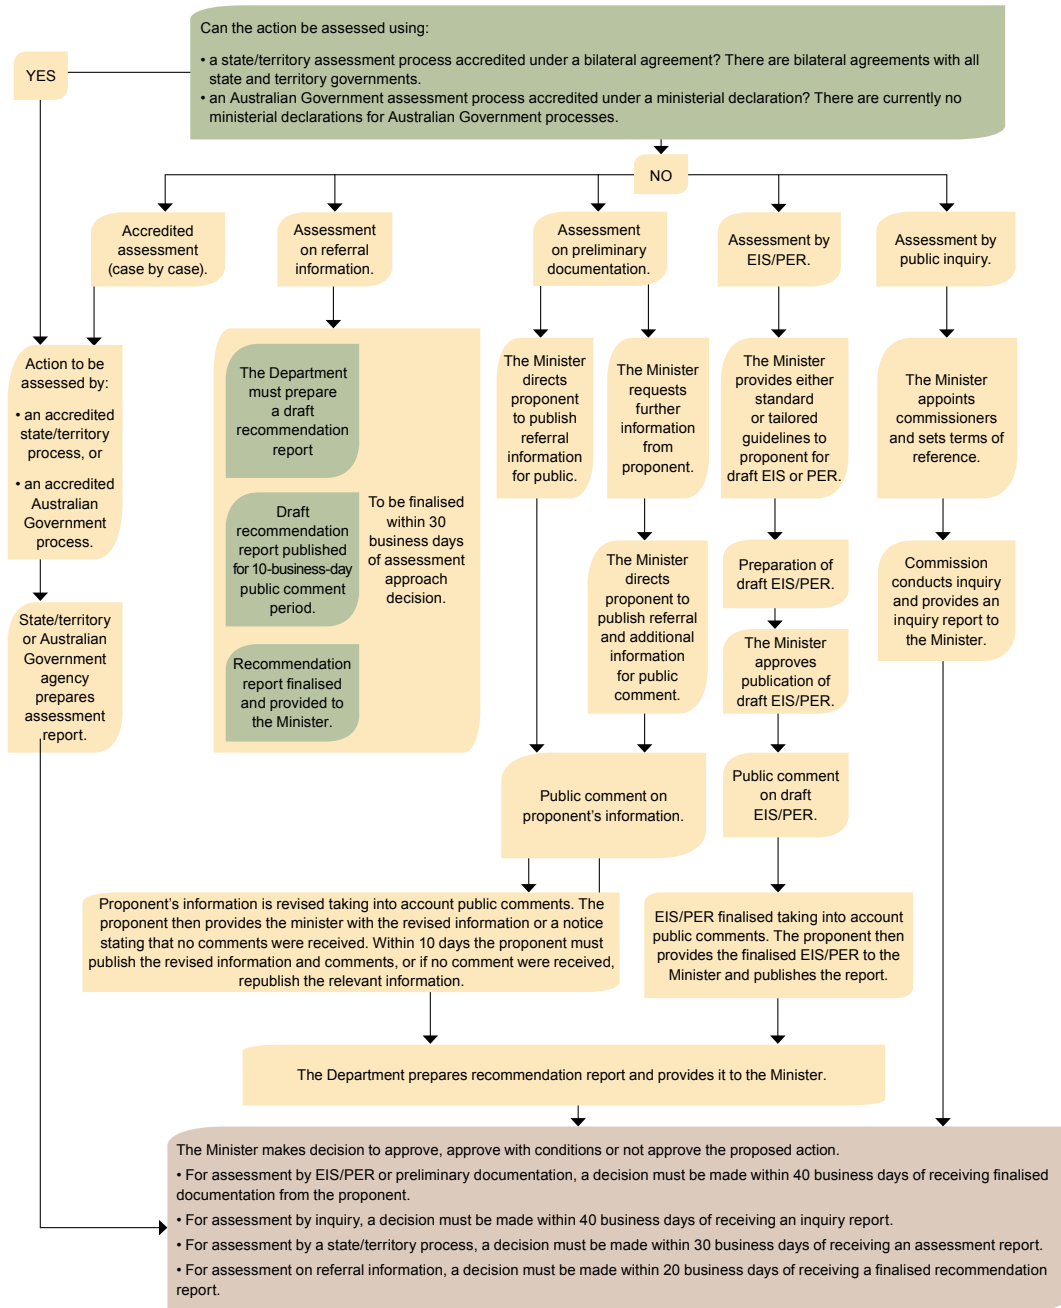 Can the action be assessed using:
• a state/territory assessment process accredited under a bilateral agreement? There are bilateral agreements with all
state and territory governments.
• an Australian Government assessment process accredited under a ministerial declaration? There are currently no
ministerial declarations for Australian Government processes.
YES
NO
Accredited
assessment
(case by case).
Assessment
on referral
information.
Assessment
on preliminary
documentation.
Assessment by
EIS/PER.
Assessment by
public inquiry.
Action to be
assessed by:
• an accredited
state/territory
process, or
• an accredited
Australian
Government
process.
State/territory
or Australian
Government
agency
prepares
assessment
report.
The Department
must prepare
a draft
recommendation
report
Draft
recommendation
report published
for 10-business-day
public comment
period.
Recommendation
report finalised
and provided to
the Minister.
To be finalised
within 30
business days
of assessment
approach
decision.
The Minister
directs
proponent
to publish
referral
information
for public.
The Minister
requests
further
information
from
proponent.
The Minister
directs
proponent to
publish referral
and additional
information
for public
comment.
Public comment on
proponent's information.
The Minister
provides either
standard
or tailored
guidelines to
proponent for
draft EIS or PER.
Preparation of
draft EIS/PER.
The Minister
approves
publication of
draft EIS/PER.
Public comment
on draft
EIS/PER.
The Minister
appoints
commissioners
and sets terms of
reference.
Commission
conducts inquiry
and provides an
inquiry report to
the Minister.
Proponent's information is revised taking into account public comments. The
proponent then provides the minister with the revised information or a notice
stating that no comments were received. Within 10 days the proponent must
publish the revised information and comments, or if no comment were received,
republish the relevant information.
EIS/PER finalised taking into account
public comments. The proponent then
provides the finalised EIS/PER to the
Minister and publishes the report.
The Department prepares recommendation report and provides it to the Minister.
The Minister makes decision to approve, approve with conditions or not approve the proposed action.
• For assessment by EIS/PER or preliminary documentation, a decision must be made within 40 business days of receiving finalised
documentation from the proponent.
• For assessment by inquiry, a decision must be made within 40 business days of receiving an inquiry report.
• For assessment by a state/territory process, a decision must be made within 30 business days of receiving an assessment report.
• For assessment on referral information, a decision must be made within 20 business days of receiving a finalised recommendation
report.